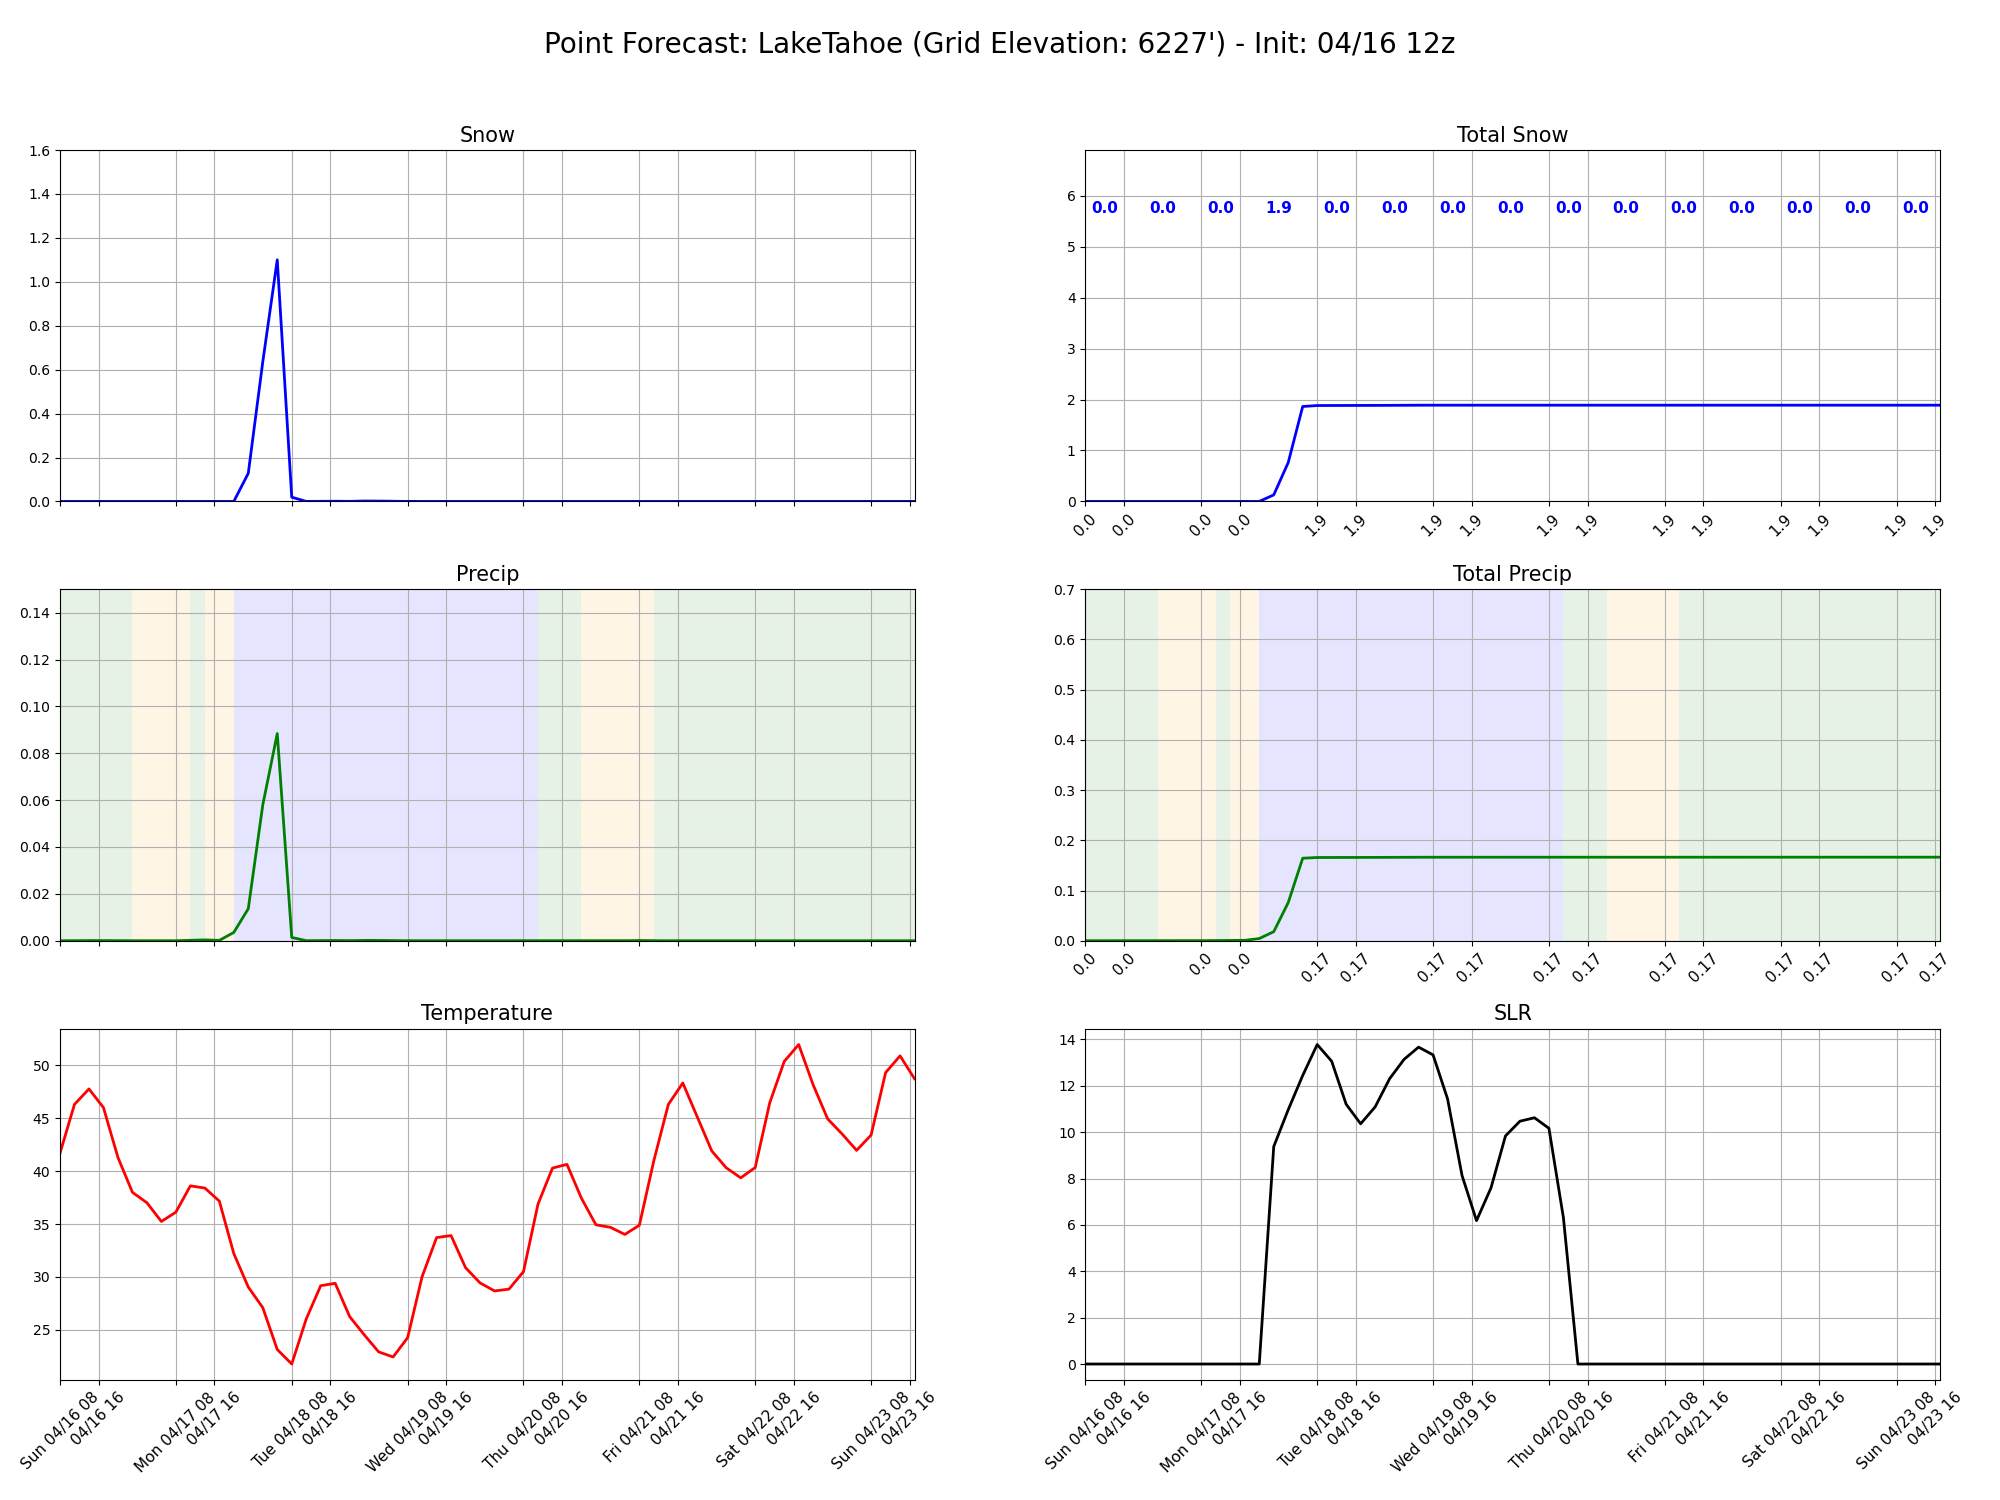 Point Forecast: LakeTahoe (Grid Elevation: 6227') - Init: 04/16 12z
Snow
1.6
1.4
1.2
1.0
0.8
0.6
0.4
0.2
0.0
Total Snow
6
5
4
3
2
1
0
0.0 0.0 0.0 1.9 0.0 0.0 0.0 0.0 0.0 0.0 0.0 0.0 0.0 0.0 0.0
0.0 0.0 0.0 0.0 1.9 1.9 1.9 1.9 1.9 1.9 1.9 1.9 1.9 1.9 1.9 1.9
Precip
0.14
0.12
0.10
0.08
0.06
0.04
0.02
0.00
Total Precip
0.7
0.6
0.5
0.4
0.3
0.2
0.1
0.0
0.0 0.0 0.0 0.0 0.17 0.17 0.17 0.17 0.17 0.17 0.17 0.17 0.17 0.17 0.17 0.17
Temperature
50
45
40
35
30
25
Sun 04/16 08
04/16 16
Mon 04/17 08
04/17 16
Tue 04/18 08
04/18 16
Wed 04/19 08
04/19 16
Thu 04/20 08
04/20 16
Fri 04/21 08
04/21 16
Sat 04/22 08
04/22 16
Sun 04/23 08
04/23 16
SLR
14
12
10
8
6
4
2
0
Sun 04/16 08
04/16 16
Mon 04/17 08
04/17 16
Tue 04/18 08
04/18 16
Wed 04/19 08
04/19 16
Thu 04/20 08
04/20 16
Fri 04/21 08
04/21 16
Sat 04/22 08
04/22 16
Sun 04/23 08
04/23 16